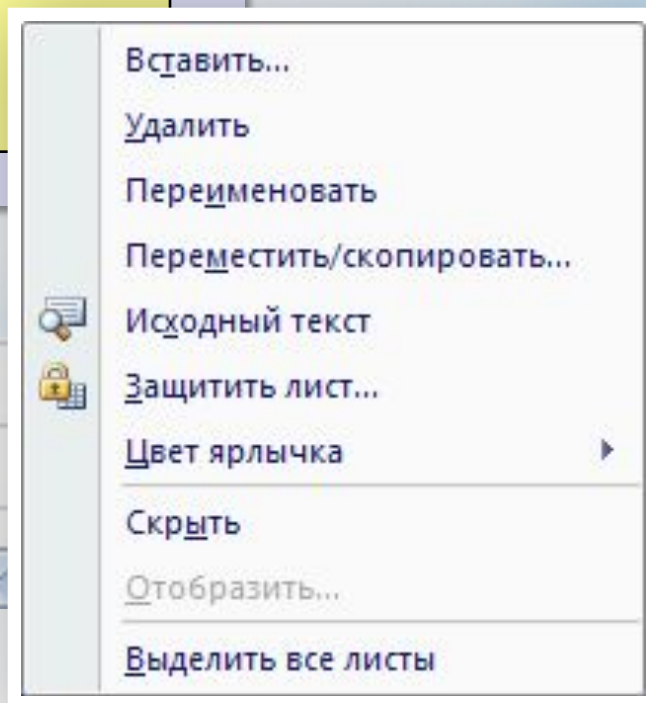 Вставить...
Удалить
Переименовать
Переместить/скопировать...
Исходный текст
Защитить лист...
Цвет ярлычка
Скрыть
Отобразить...
Выделить все листы